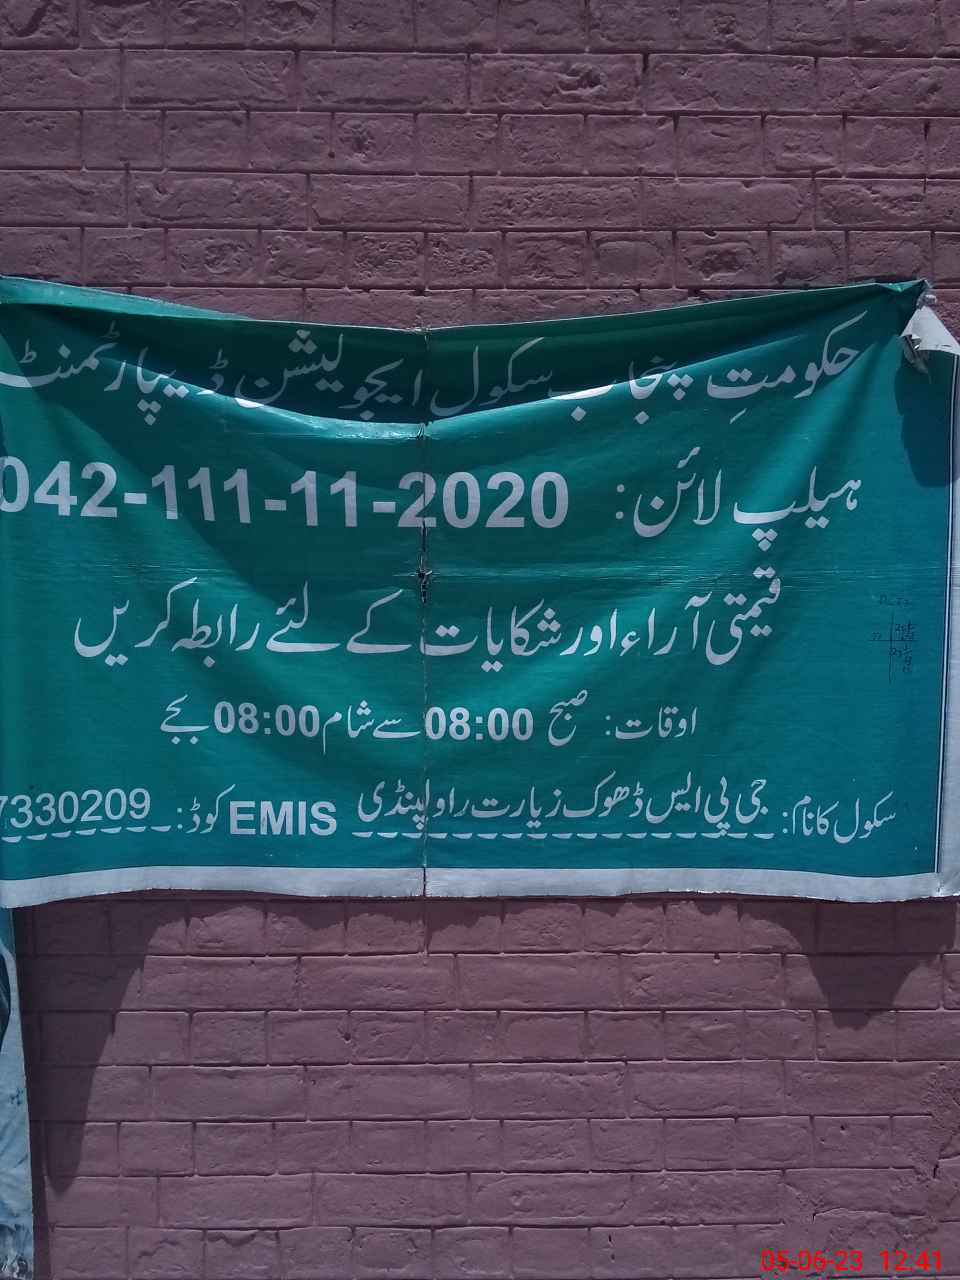 حکومتِ پنجاب سکول ایجوکیشن ڈیپارٹمنٹ
ہیلپ لائن: 042-111-11-2020
قیمتی آراء اور شکایات کے لئے رابطہ کریں
اوقات: صبح 08:00 سے شام 08:00 بجے
سکول کا نام: جی پی ایس ڈھوک زیارت راولپنڈی EMIS کوڈ: 7330209
05-06-23 12:41